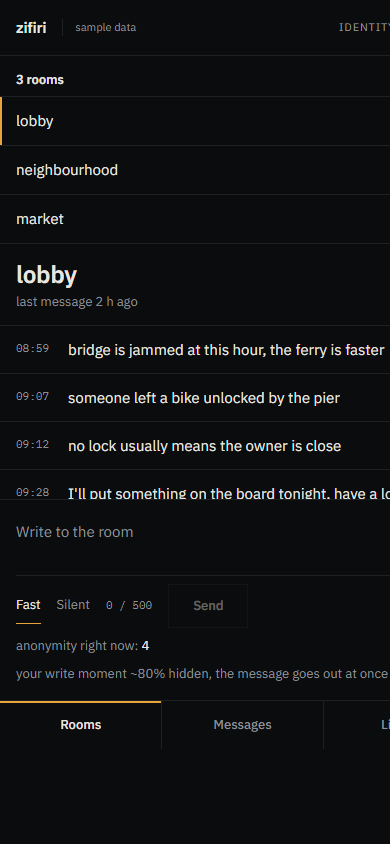 zifiri
sample data
IDENTITY
3 rooms
lobby
neighbourhood
market
lobby
last message 2 h ago
08:59 bridge is jammed at this hour, the ferry is faster
09:07 someone left a bike unlocked by the pier
09:12 no lock usually means the owner is close
09:28 I'll put something on the board tonight, have a lo
Write to the room
Fast Silent 0 / 500 Send
anonymity right now: 4
your write moment ~80% hidden, the message goes out at once
Rooms Messages Li